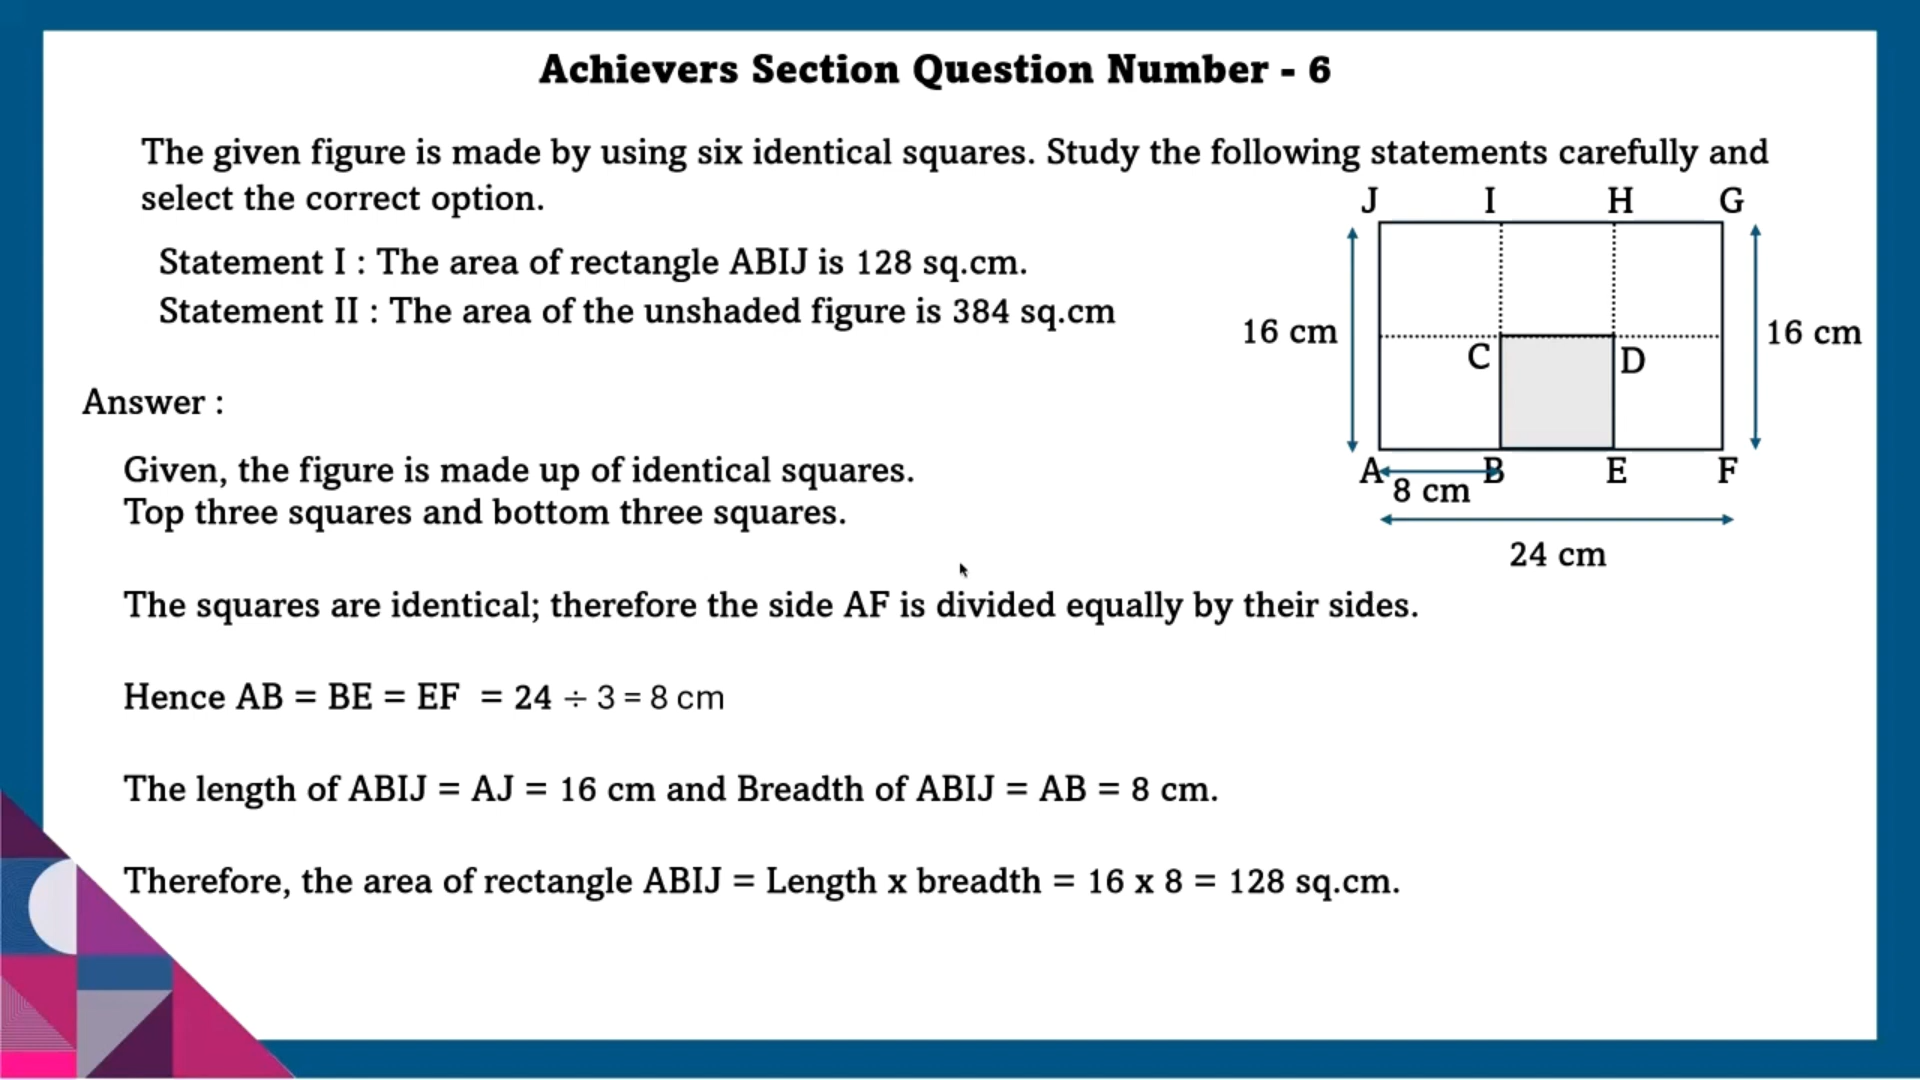 Achievers Section Question Number - 6
The given figure is made by using six identical squares. Study the following statements carefully and
select the correct option.
J I H G
Statement I : The area of rectangle ABIJ is 128 sq.cm.
Statement II : The area of the unshaded figure is 384 sq.cm
16 cm
16 cm
C D
Answer :
Given, the figure is made up of identical squares.
A B E F
8 cm
Top three squares and bottom three squares.
24 cm
The squares are identical; therefore the side AF is divided equally by their sides.
Hence AB = BE = EF = 24 ÷ 3 = 8 cm
The length of ABIJ = AJ = 16 cm and Breadth of ABIJ = AB = 8 cm.
Therefore, the area of rectangle ABIJ = Length x breadth = 16 x 8 = 128 sq.cm.